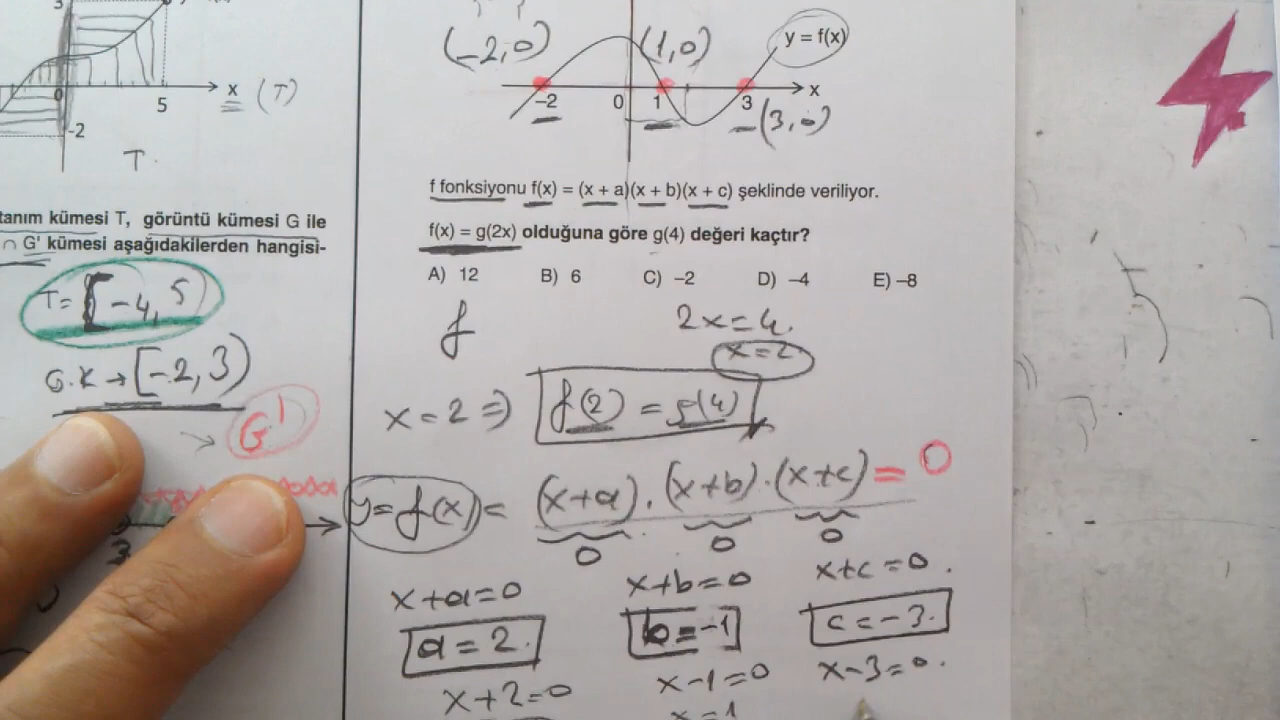 3
0
5
x (T)
-2
T
tanım kümesi T, görüntü kümesi G ile
∩ G' kümesi aşağıdakilerden hangisi-
T = [-4, 5)
G.K → [-2, 3)
→ G'
3
(-2,0) (1,0) y = f(x)
-2 0 1 3 x
(3,0)
f fonksiyonu f(x) = (x + a)(x + b)(x + c) şeklinde veriliyor.
f(x) = g(2x) olduğuna göre g(4) değeri kaçtır?
A) 12 B) 6 C) –2 D) –4 E) –8
f 2x = 4
x = 2
x = 2 ⇒ f(2) = g(4)
y = f(x) = (x+a).(x+b).(x+c) = 0
0 0 0
x+a=0 x+b=0 x+c=0.
a = 2. b = -1 c = -3.
x+2=0 x-1=0 x-3=0.
x=1